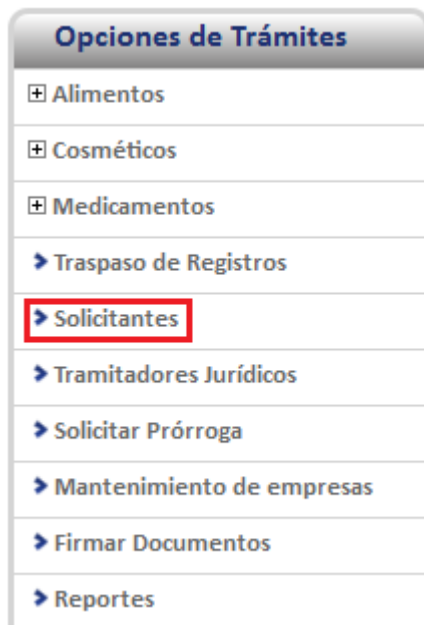 Opciones de Trámites
Alimentos
Cosméticos
Medicamentos
Traspaso de Registros
Solicitantes
Tramitadores Jurídicos
Solicitar Prórroga
Mantenimiento de empresas
Firmar Documentos
Reportes